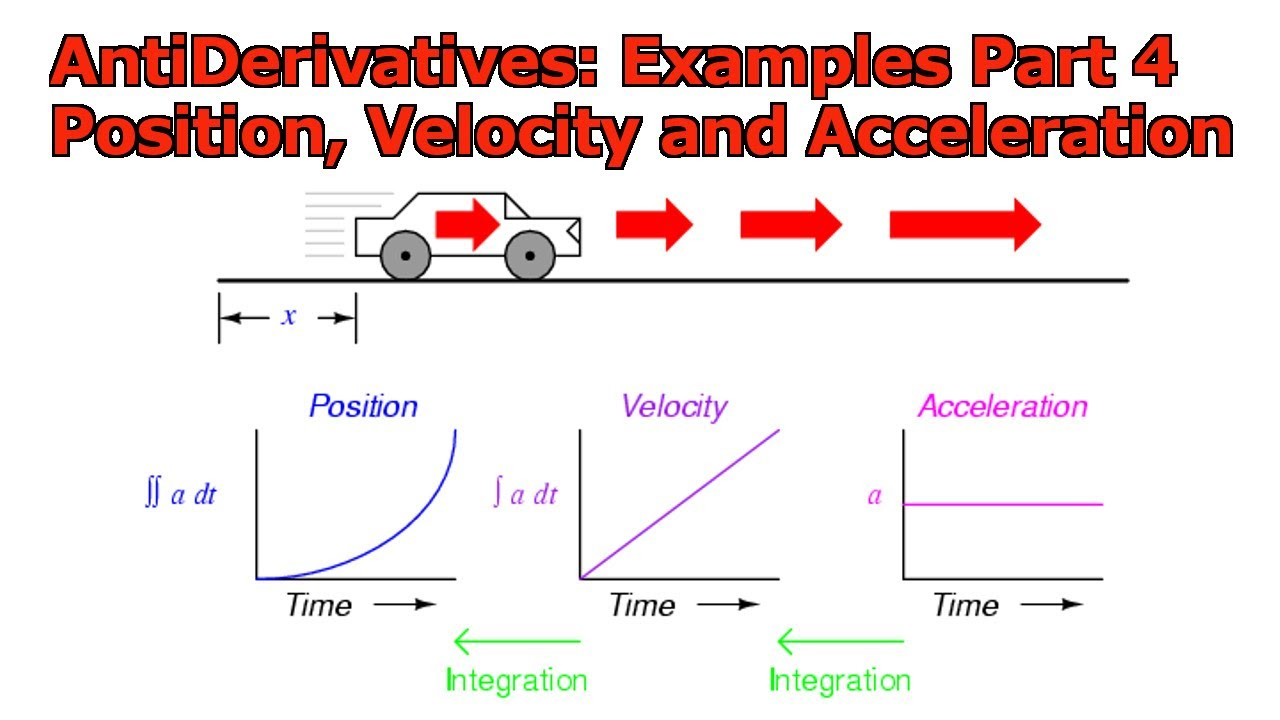 AntiDerivatives: Examples Part 4
Position, Velocity and Acceleration
x
Position
Velocity
Acceleration
∬ a dt
∫ a dt
a
Time
Time
Time
Integration
Integration